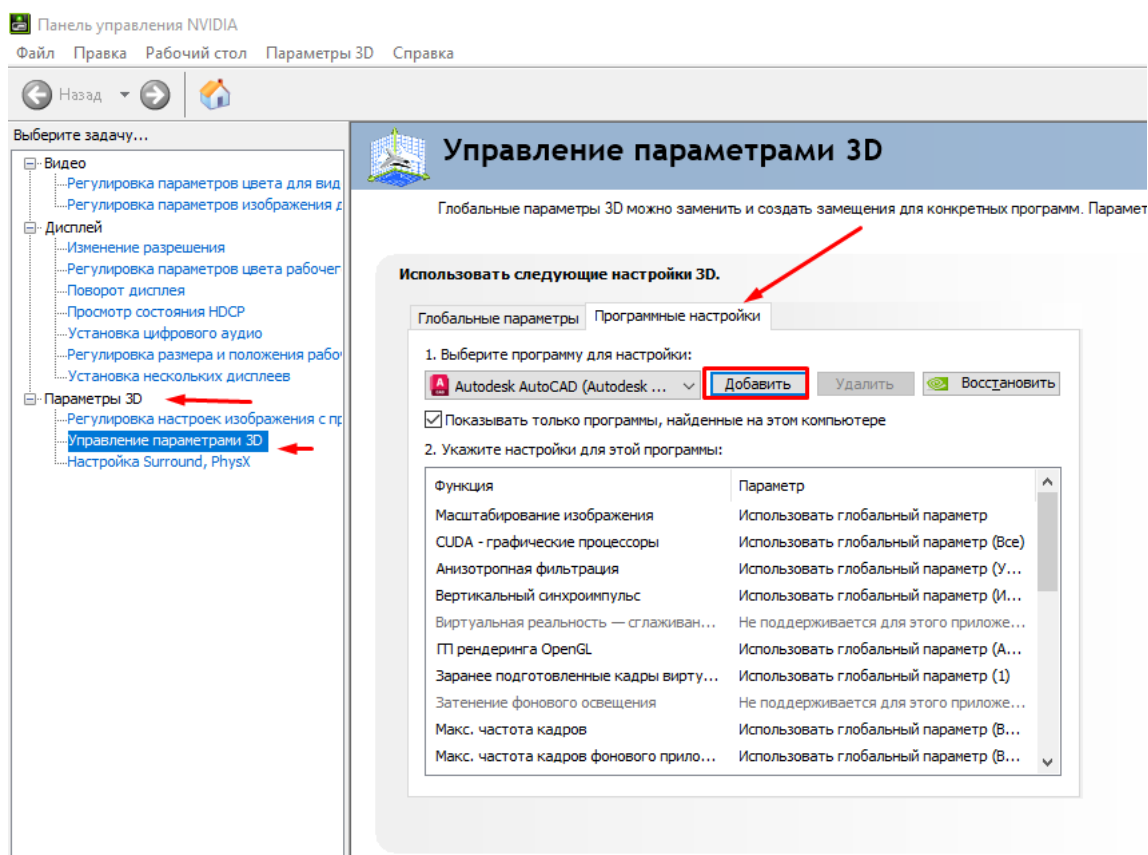 Панель управления NVIDIA
Файл Правка Рабочий стол Параметры 3D Справка
Назад
Выберите задачу...
Видео
Регулировка параметров цвета для вид
Регулировка параметров изображения д
Дисплей
Изменение разрешения
Регулировка параметров цвета рабочег
Поворот дисплея
Просмотр состояния HDCP
Установка цифрового аудио
Регулировка размера и положения рабо
Установка нескольких дисплеев
Параметры 3D
Регулировка настроек изображения с пр
Управление параметрами 3D
Настройка Surround, PhysX
Управление параметрами 3D
Глобальные параметры 3D можно заменить и создать замещения для конкретных программ. Парамет
Использовать следующие настройки 3D.
Глобальные параметры Программные настройки
1. Выберите программу для настройки:
Autodesk AutoCAD (Autodesk ... Добавить Удалить Восстановить
Показывать только программы, найденные на этом компьютере
2. Укажите настройки для этой программы:
Функция Параметр
Масштабирование изображения Использовать глобальный параметр
CUDA - графические процессоры Использовать глобальный параметр (Все)
Анизотропная фильтрация Использовать глобальный параметр (У...
Вертикальный синхроимпульс Использовать глобальный параметр (И...
Виртуальная реальность — сглаживан... Не поддерживается для этого приложе...
ГП рендеринга OpenGL Использовать глобальный параметр (А...
Заранее подготовленные кадры вирту... Использовать глобальный параметр (1)
Затенение фонового освещения Не поддерживается для этого приложе...
Макс. частота кадров Использовать глобальный параметр (В...
Макс. частота кадров фонового прило... Использовать глобальный параметр (В...